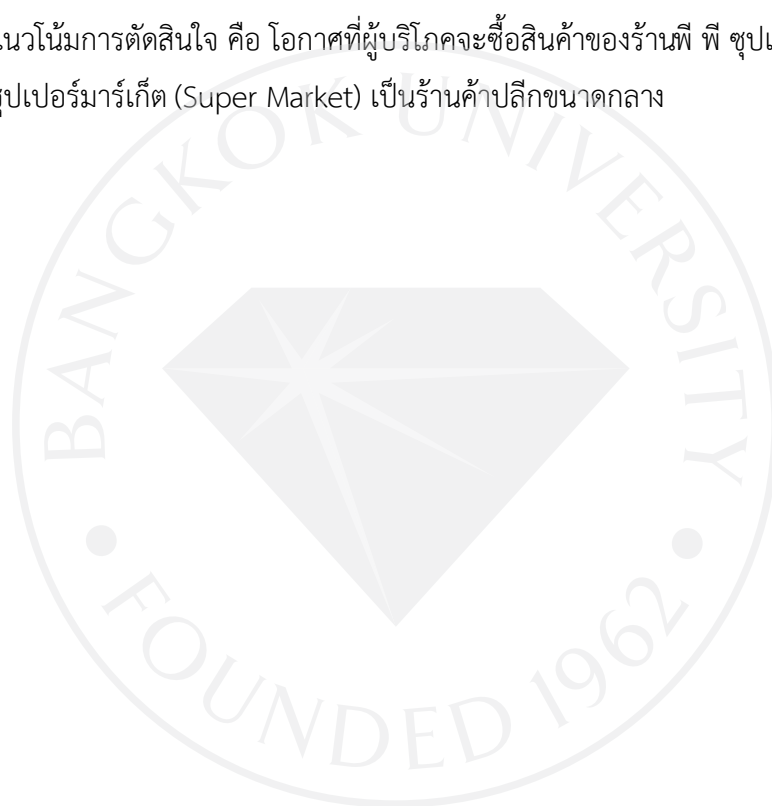 แนวโน้มการตัดสินใจ คือ โอกาศที่ผู้บริโภคจะซื้อสินค้าของร้านพี พี
ซุปเปอร์มาร์เก็ต (Super Market) เป็นร้านค้าปลีกขนาดกลาง
BANGKOK UNIVERSITY
FOUNDED 1962